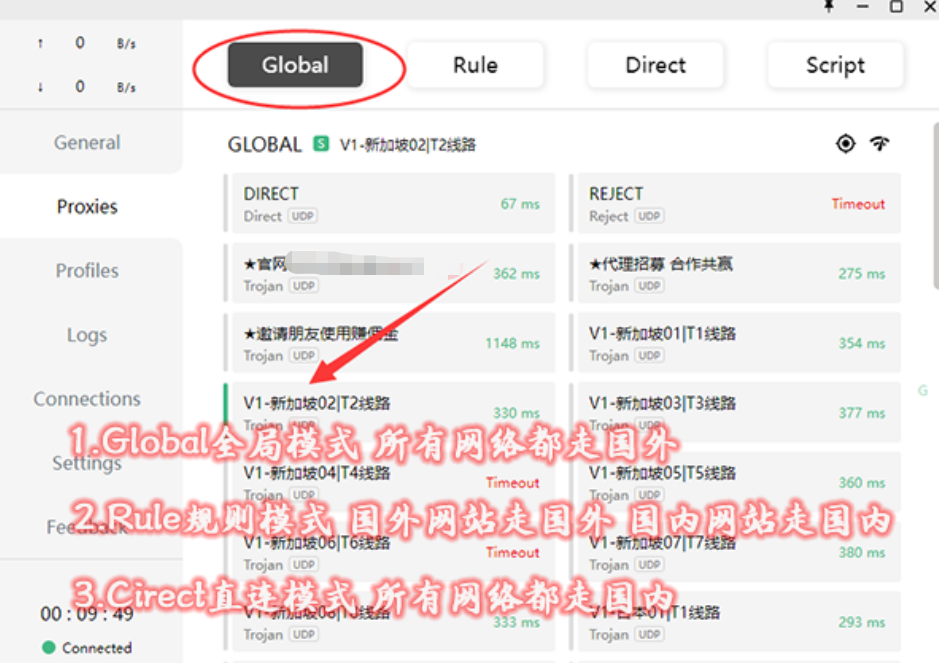 ↑ 0 B/s
↓ 0 B/s
Global Rule Direct Script
General
Proxies
Profiles
Logs
Connections
Settings
Feedback
00 : 09 : 49
Connected
GLOBAL S V1-新加坡02|T2线路
DIRECT
Direct UDP
67 ms
REJECT
Reject UDP
Timeout
★官网
Trojan UDP
362 ms
★代理招募 合作共赢
Trojan UDP
275 ms
★邀请朋友使用赚佣金
Trojan UDP
1148 ms
V1-新加坡01|T1线路
Trojan UDP
354 ms
V1-新加坡02|T2线路
Trojan UDP
330 ms
V1-新加坡03|T3线路
Trojan UDP
377 ms
G
1.Global全局模式 所有网络都走国外
V1-新加坡04|T4线路
Trojan UDP
Timeout
V1-新加坡05|T5线路
Trojan UDP
360 ms
2.Rule规则模式 国外网站走国外 国内网站走国内
V1-新加坡06|T6线路
Trojan UDP
Timeout
V1-新加坡07|T7线路
Trojan UDP
380 ms
3.Cirect直连模式 所有网络都走国内
Trojan UDP
333 ms
V1-日本01|T1线路
Trojan UDP
293 ms